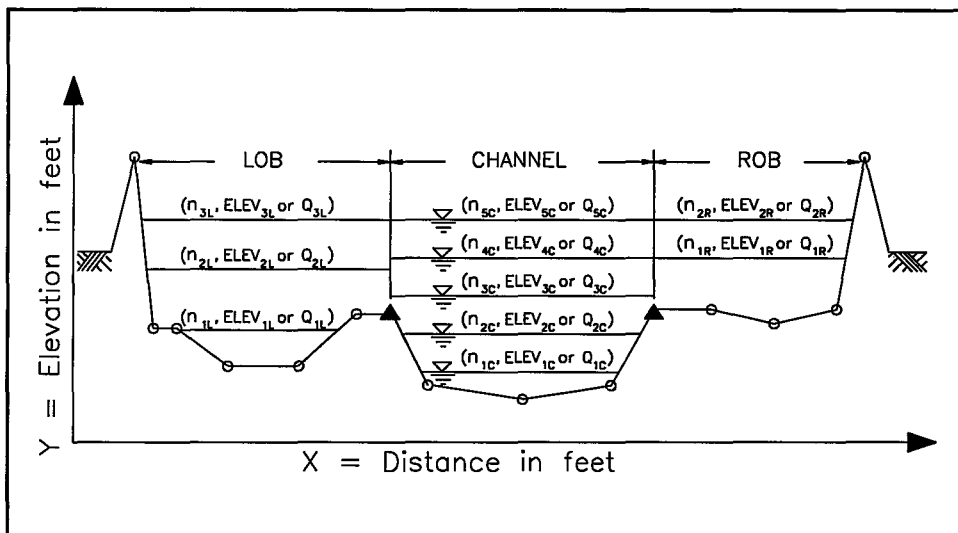 LOB CHANNEL ROB
(n3L, ELEV3L or Q3L) (n5C, ELEV5C or Q5C) (n2R, ELEV2R or Q2R)
(n4C, ELEV4C or Q4C) (n1R, ELEV1R or Q1R)
(n2L, ELEV2L or Q2L)
(n3C, ELEV3C or Q3C)
(n1L, ELEV1L or Q1L) (n2C, ELEV2C or Q2C)
(n1C, ELEV1C or Q1C)
Y = Elevation in feet
X = Distance in feet